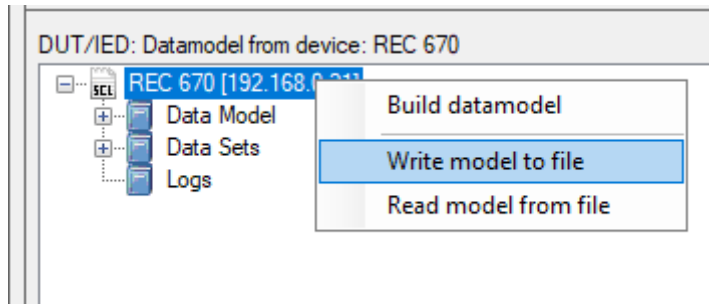 DUT/IED: Datamodel from device: REC 670
SCL REC 670 [192.168.
Data Model
Data Sets
Logs
Build datamodel
Write model to file
Read model from file